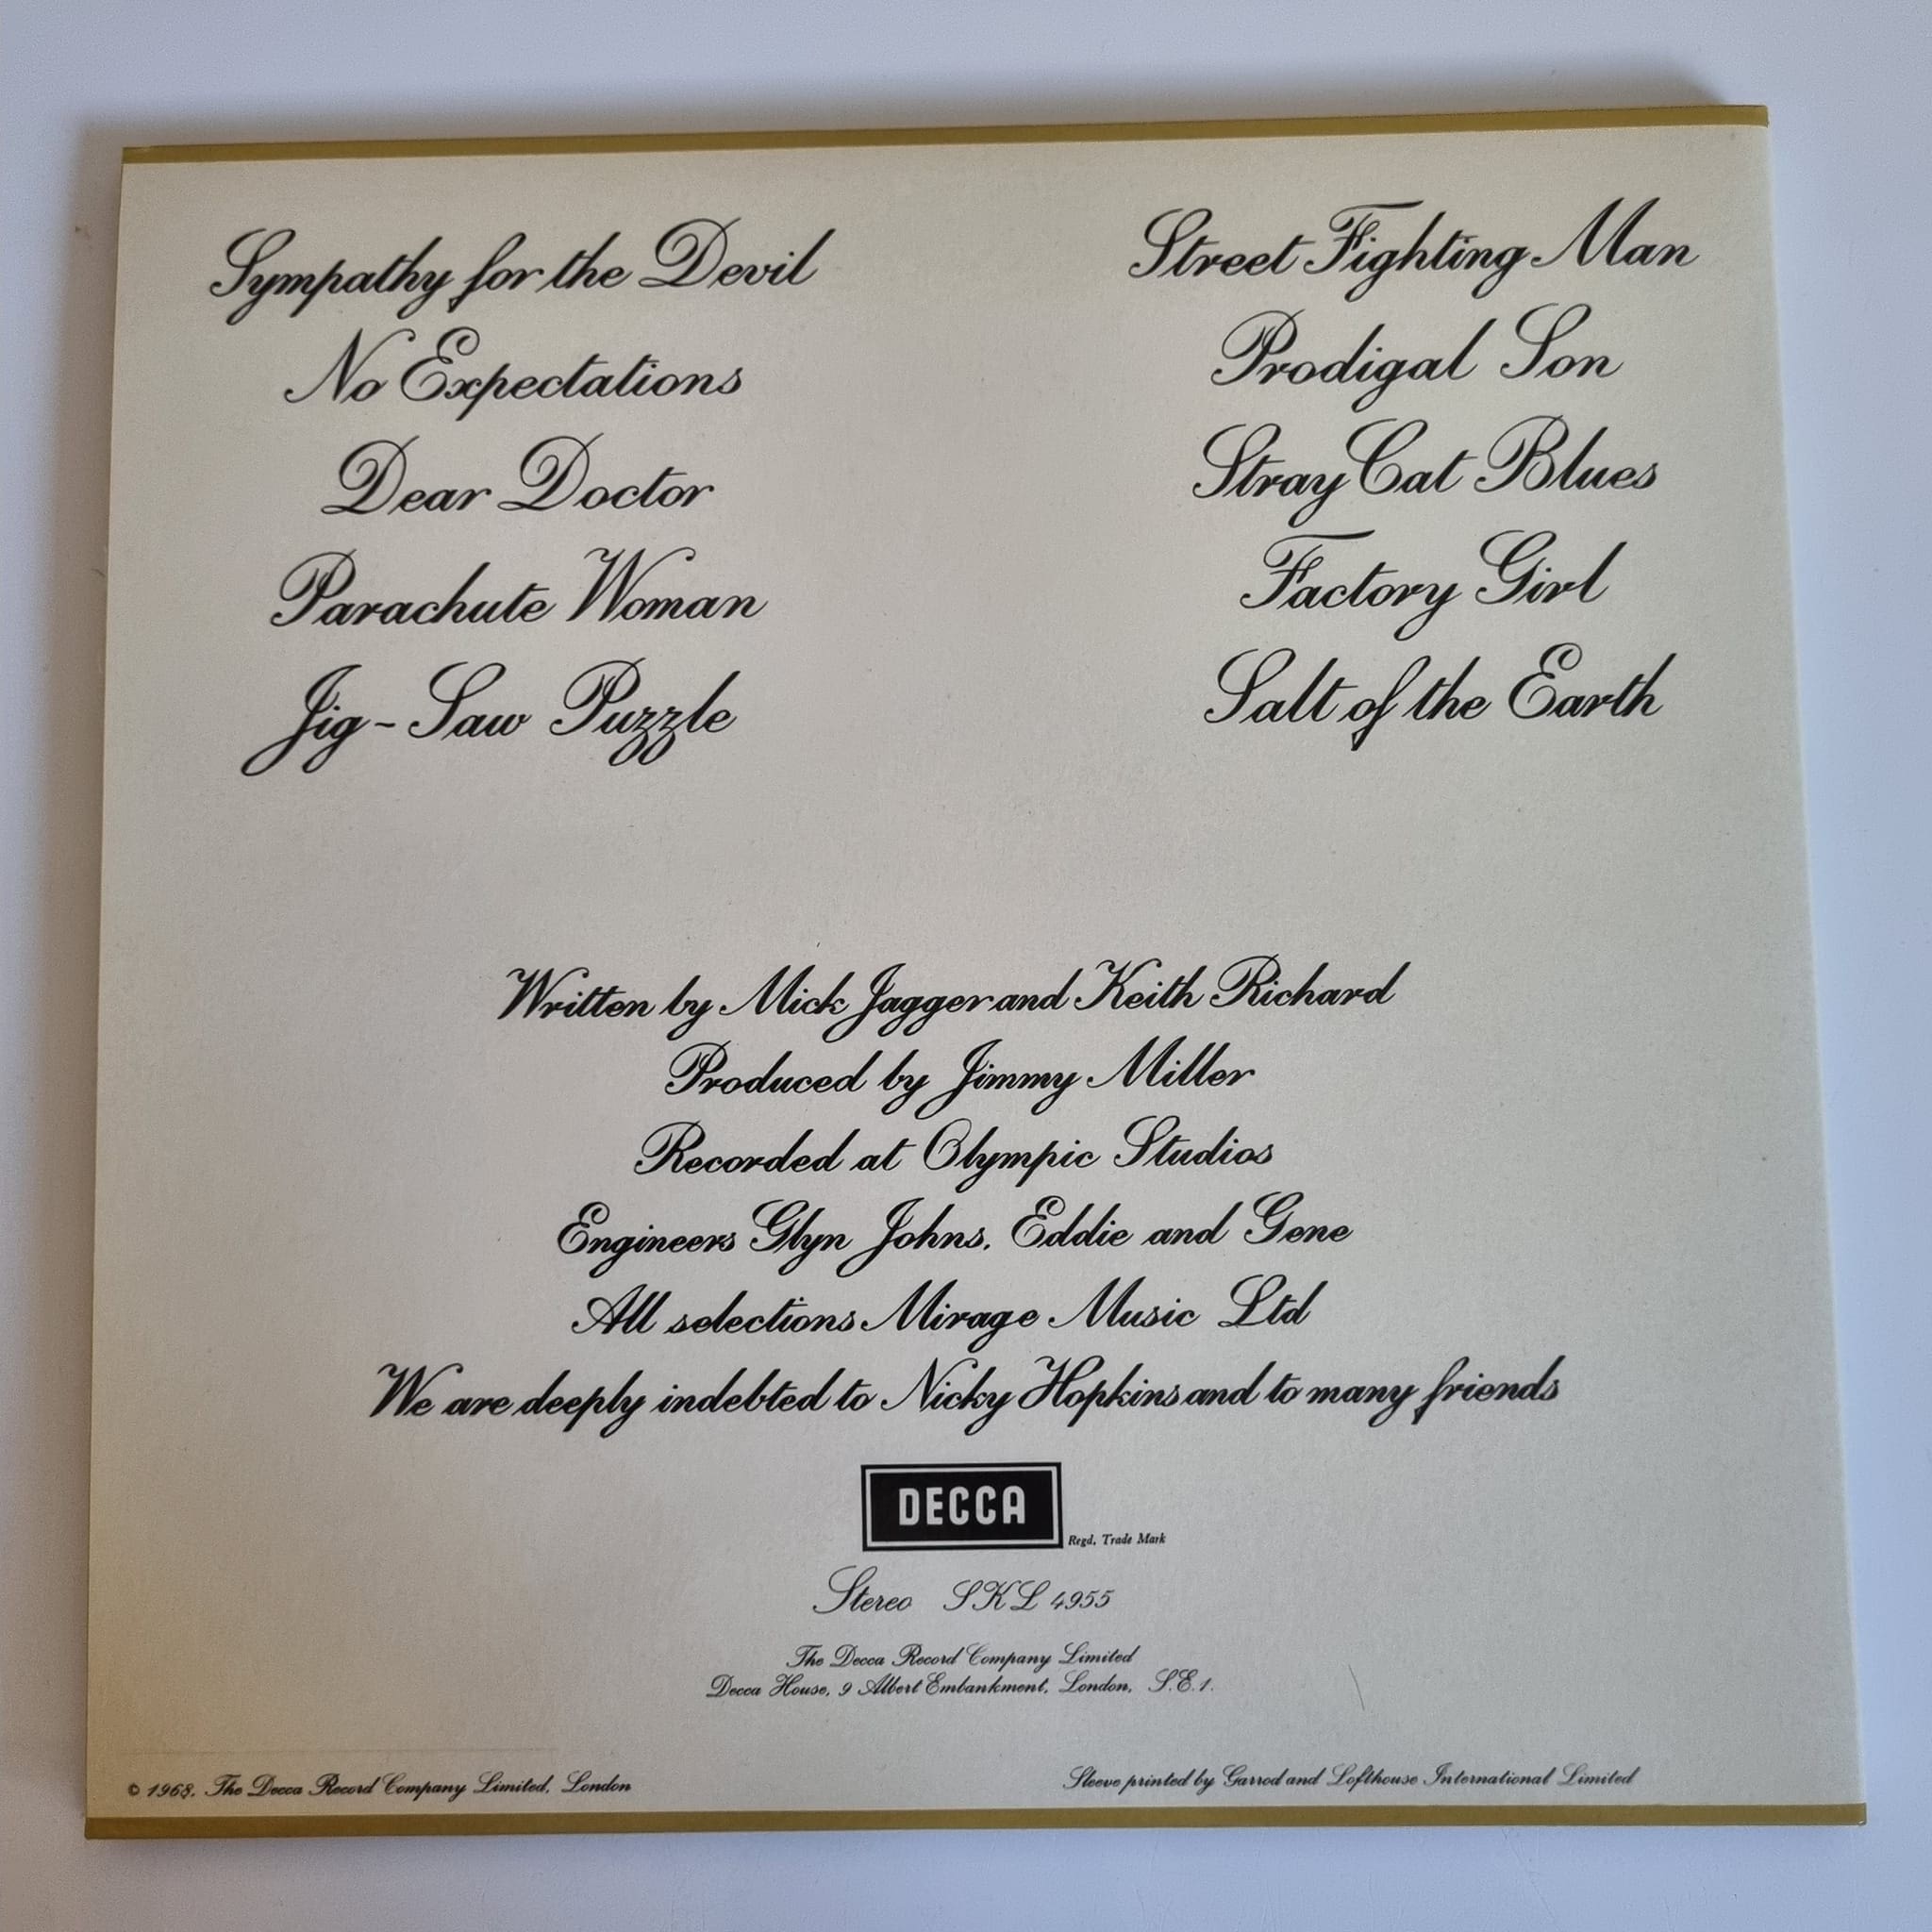 Sympathy for the Devil
No Expectations
Dear Doctor
Parachute Woman
Jig-Saw Puzzle
Street Fighting Man
Prodigal Son
Stray Cat Blues
Factory Girl
Salt of the Earth
Written by Mick Jagger and Keith Richard
Produced by Jimmy Miller
Recorded at Olympic Studios
Engineers Glyn Johns. Eddie and Gene
All selections Mirage Music Ltd
We are deeply indebted to Nicky Hopkins and to many friends
DECCA
Regd. Trade Mark
Stereo SKL 4955
The Decca Record Company Limited
Decca House, 9 Albert Embankment, London, S.E.1.
© 1968. The Decca Record Company Limited, London
Sleeve printed by Garrod and Lofthouse International Limited